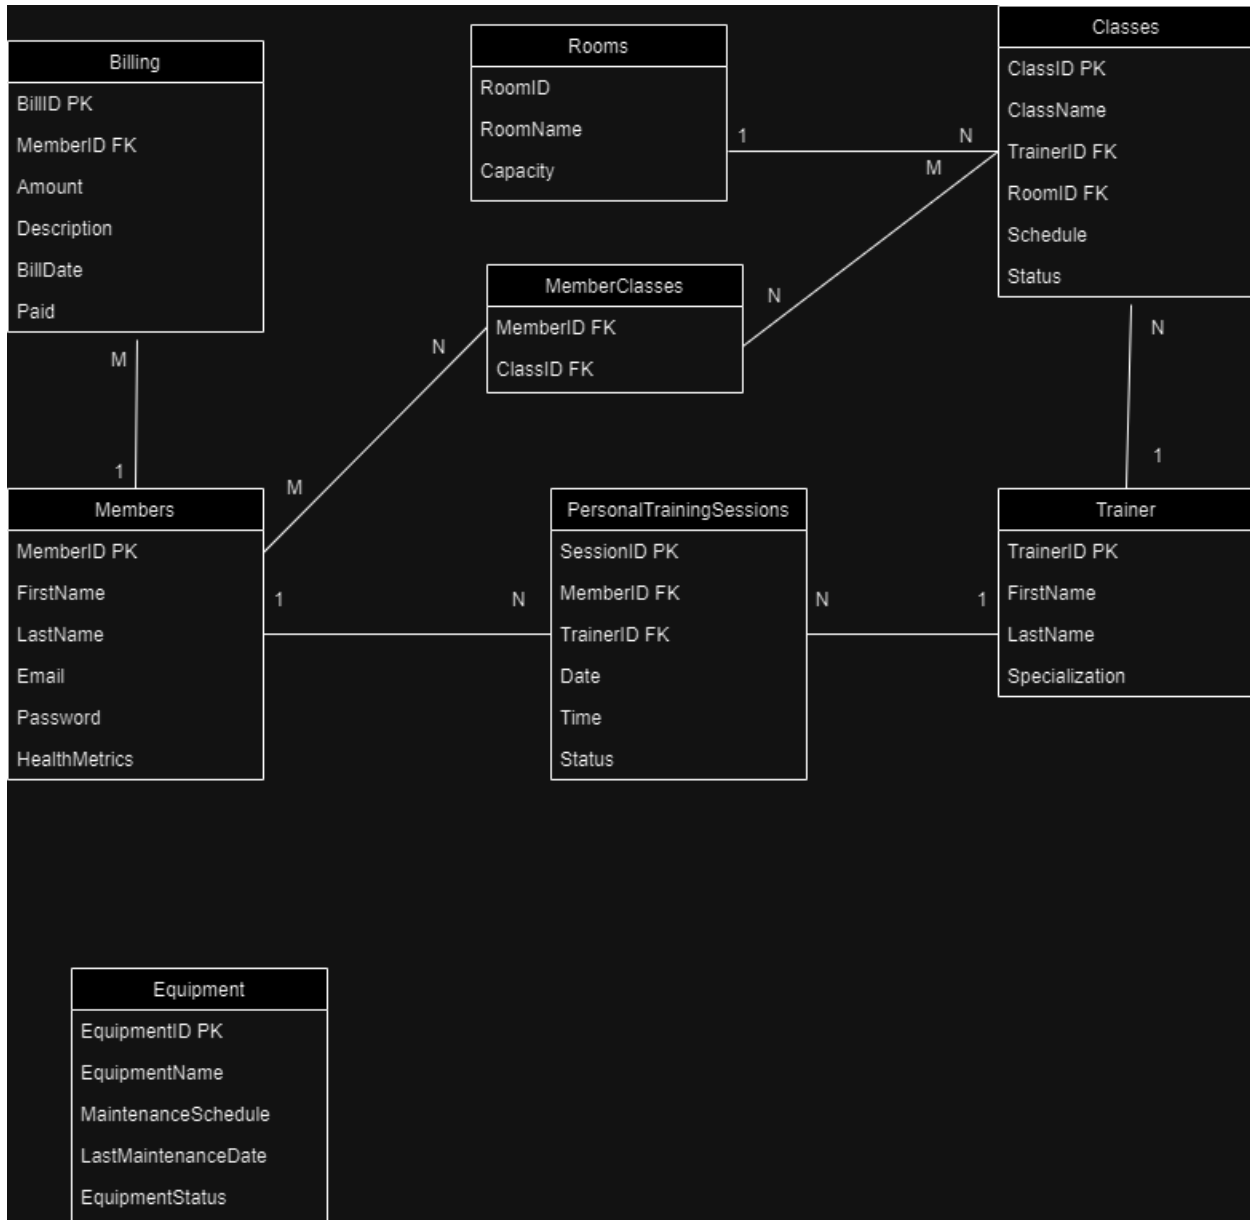 Billing
BillID PK
MemberID FK
Amount
Description
BillDate
Paid
Rooms
RoomID
RoomName
Capacity
1
N
M
Classes
ClassID PK
ClassName
TrainerID FK
RoomID FK
Schedule
Status
MemberClasses
MemberID FK
ClassID FK
N
N
M
M
1
N
1
Members
MemberID PK
FirstName
LastName
Email
Password
HealthMetrics
1
N
PersonalTrainingSessions
SessionID PK
MemberID FK
TrainerID FK
Date
Time
Status
N
1
Trainer
TrainerID PK
FirstName
LastName
Specialization
Equipment
EquipmentID PK
EquipmentName
MaintenanceSchedule
LastMaintenanceDate
EquipmentStatus